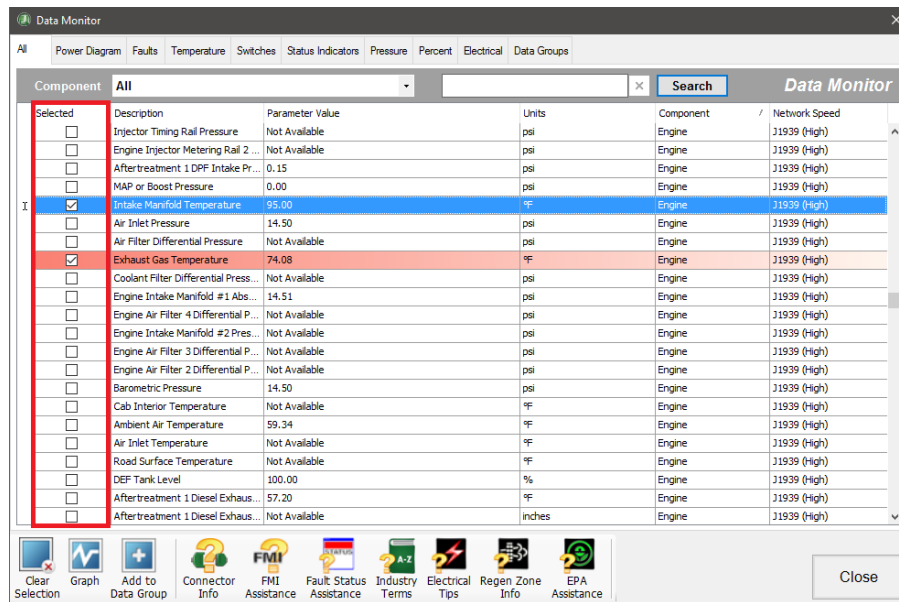 Data Monitor
All Power Diagram Faults Temperature Switches Status Indicators Pressure Percent Electrical Data Groups
Component All Search Data Monitor
Selected Description Parameter Value Units Component / Network Speed
Injector Timing Rail Pressure Not Available psi Engine J1939 (High)
Engine Injector Metering Rail 2 ... Not Available psi Engine J1939 (High)
Aftertreatment 1 DPF Intake Pr... 0.15 psi Engine J1939 (High)
MAP or Boost Pressure 0.00 psi Engine J1939 (High)
Intake Manifold Temperature 95.00 ºF Engine J1939 (High)
Air Inlet Pressure 14.50 psi Engine J1939 (High)
Air Filter Differential Pressure Not Available psi Engine J1939 (High)
Exhaust Gas Temperature 74.08 ºF Engine J1939 (High)
Coolant Filter Differential Press... Not Available psi Engine J1939 (High)
Engine Intake Manifold #1 Abs... 14.51 psi Engine J1939 (High)
Engine Air Filter 4 Differential P... Not Available psi Engine J1939 (High)
Engine Intake Manifold #2 Pres... Not Available psi Engine J1939 (High)
Engine Air Filter 3 Differential P... Not Available psi Engine J1939 (High)
Engine Air Filter 2 Differential P... Not Available psi Engine J1939 (High)
Barometric Pressure 14.50 psi Engine J1939 (High)
Cab Interior Temperature Not Available ºF Engine J1939 (High)
Ambient Air Temperature 59.34 ºF Engine J1939 (High)
Air Inlet Temperature Not Available ºF Engine J1939 (High)
Road Surface Temperature Not Available ºF Engine J1939 (High)
DEF Tank Level 100.00 % Engine J1939 (High)
Aftertreatment 1 Diesel Exhaus... 57.20 ºF Engine J1939 (High)
Aftertreatment 1 Diesel Exhaus... Not Available inches Engine J1939 (High)
FMI STATUS A-Z
Clear Graph Add to Connector FMI Fault Status Industry Electrical Regen Zone EPA Close
Selection Data Group Info Assistance Assistance Terms Tips Info Assistance